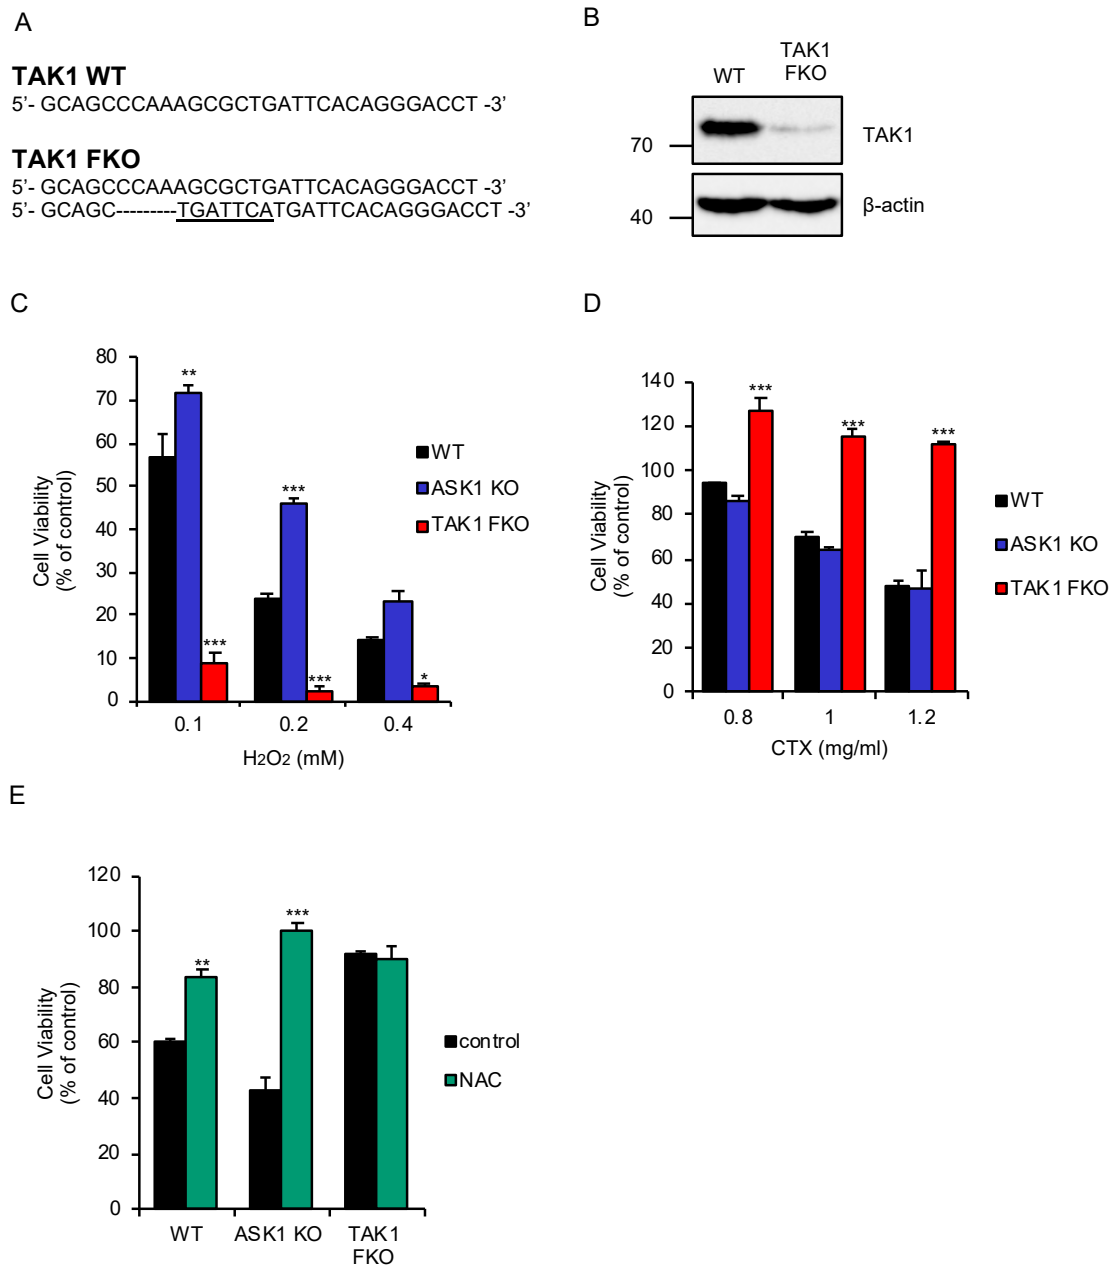 A
TAK1 WT
5'- GCAGCCCAAAGCGCTGATTCACAGGGACCT -3'
TAK1 FKO
5'- GCAGCCCAAAGCGCTGATTCACAGGGACCT -3'
5'- GCAGC---------TGATTCATGATTCACAGGGACCT -3'
B
WT
TAK1
FKO
70
TAK1
40
β-actin
C
80
70
60
50
40
30
20
10
0
Cell Viability
(% of control)
**
***
***
***
*
WT
ASK1 KO
TAK1 FKO
0.1
0.2
0.4
H2O2 (mM)
D
140
120
100
80
60
40
20
0
Cell Viability
(% of control)
***
***
***
WT
ASK1 KO
TAK1 FKO
0.8
1
1.2
CTX (mg/ml)
E
120
100
80
60
40
20
0
Cell Viability
(% of control)
**
***
control
NAC
WT
ASK1 KO
TAK1
FKO